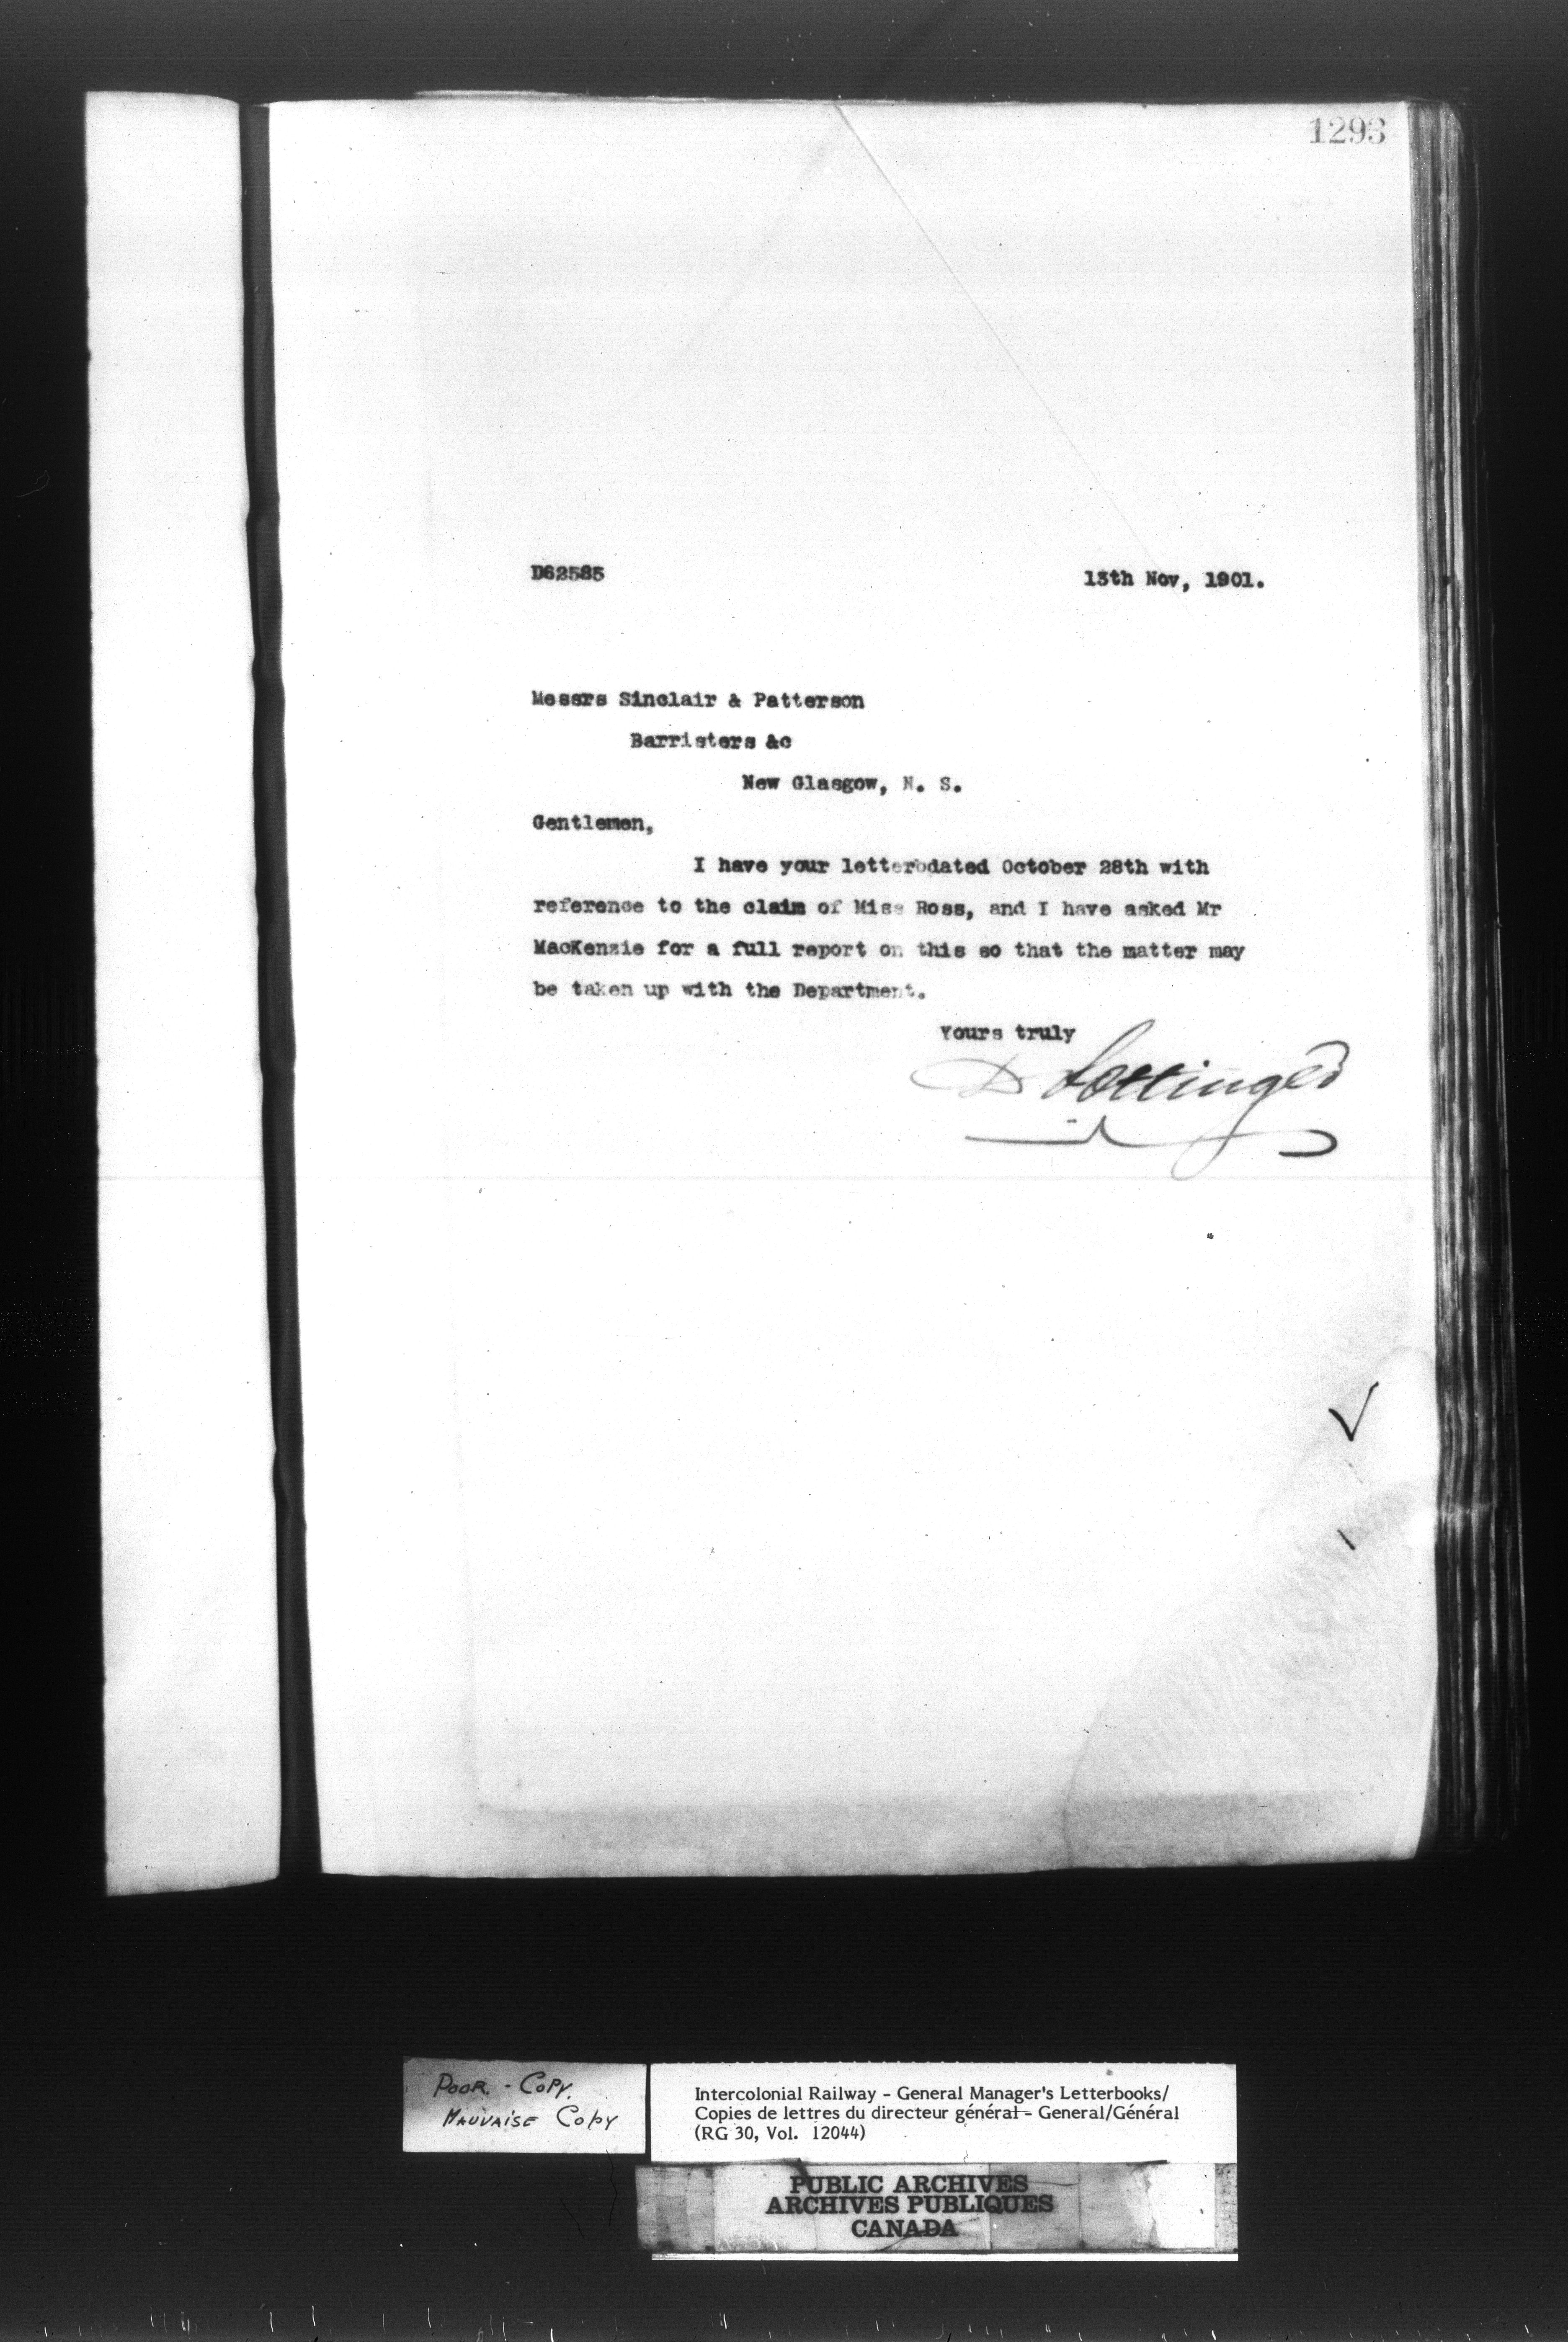 1293
D62585
13th Nov, 1901.
Messrs Sinclair & Patterson
Barristers &c
New Glasgow, N. S.
Gentlemen,
I have your letter dated October 28th with
reference to the claim of Miss Ross, and I have asked Mr
MacKenzie for a full report on this so that the matter may
be taken up with the Department.
Yours truly
D Pottinger
POOR - COPY.
MAUVAISE COPY
Intercolonial Railway - General Manager's Letterbooks/
Copies de lettres du directeur général - General/Général
(RG 30, Vol. 12044)
PUBLIC ARCHIVES
ARCHIVES PUBLIQUES
CANADA